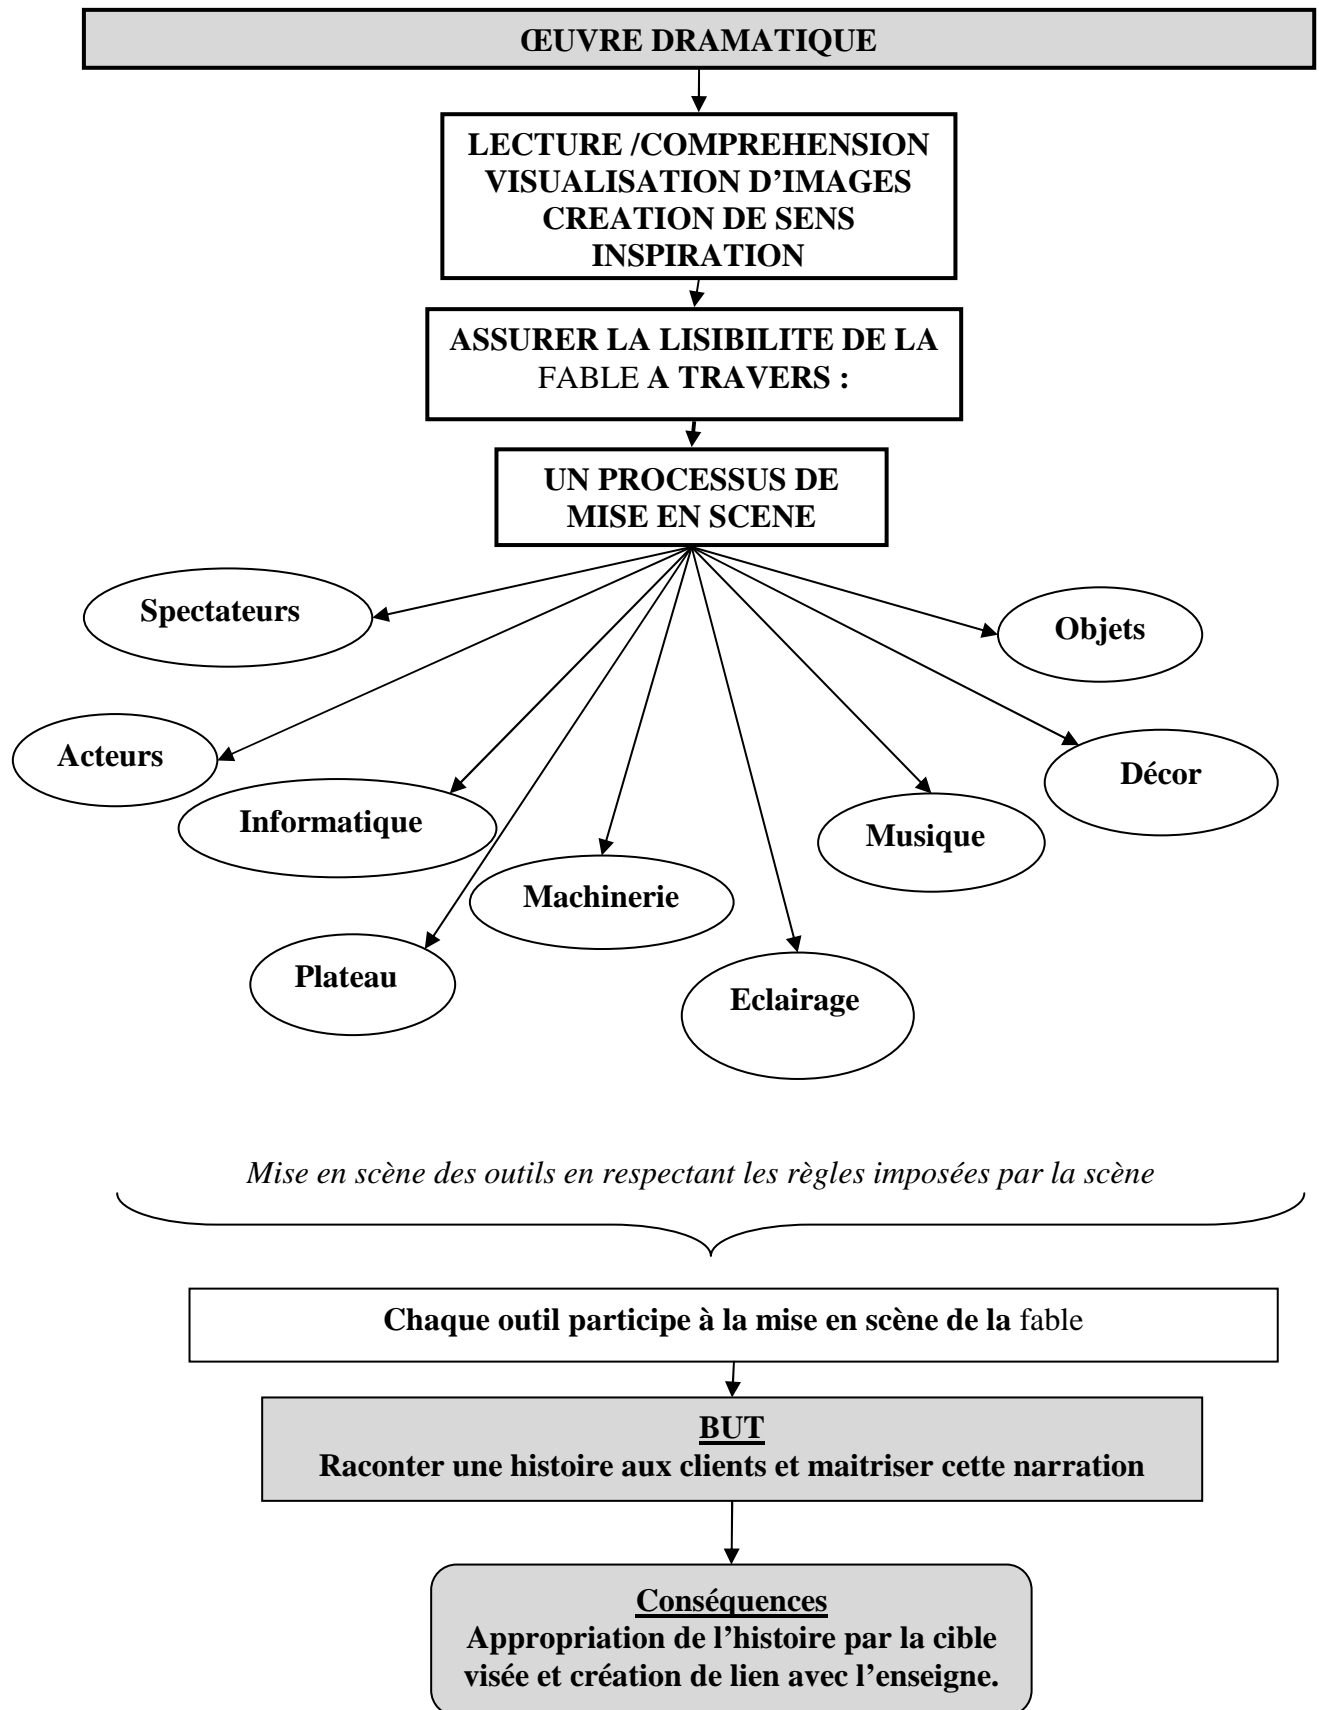 ŒUVRE DRAMATIQUE
LECTURE /COMPREHENSION
VISUALISATION D’IMAGES
CREATION DE SENS
INSPIRATION
ASSURER LA LISIBILITE DE LA
FABLE A TRAVERS :
UN PROCESSUS DE
MISE EN SCENE
Spectateurs
Objets
Acteurs
Décor
Informatique
Musique
Machinerie
Plateau
Eclairage
Mise en scène des outils en respectant les règles imposées par la scène
Chaque outil participe à la mise en scène de la fable
BUT
Raconter une histoire aux clients et maitriser cette narration
Conséquences
Appropriation de l’histoire par la cible
visée et création de lien avec l’enseigne.